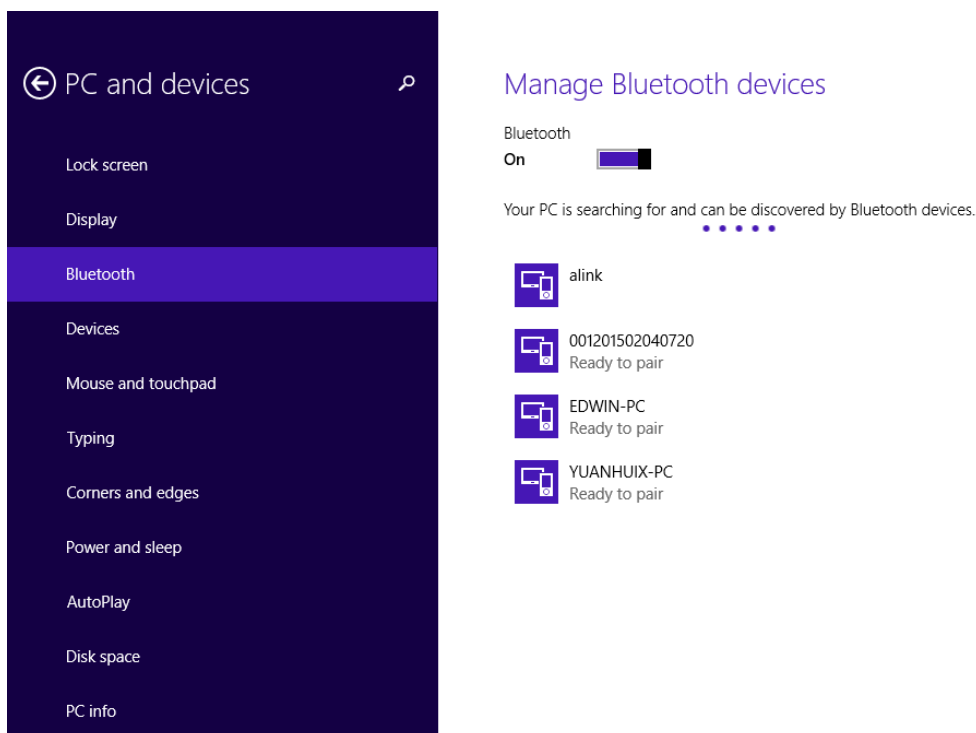 PC and devices
Lock screen
Display
Bluetooth
Devices
Mouse and touchpad
Typing
Corners and edges
Power and sleep
AutoPlay
Disk space
PC info
Manage Bluetooth devices
Bluetooth
On
Your PC is searching for and can be discovered by Bluetooth devices.
alink
001201502040720
Ready to pair
EDWIN-PC
Ready to pair
YUANHUIX-PC
Ready to pair